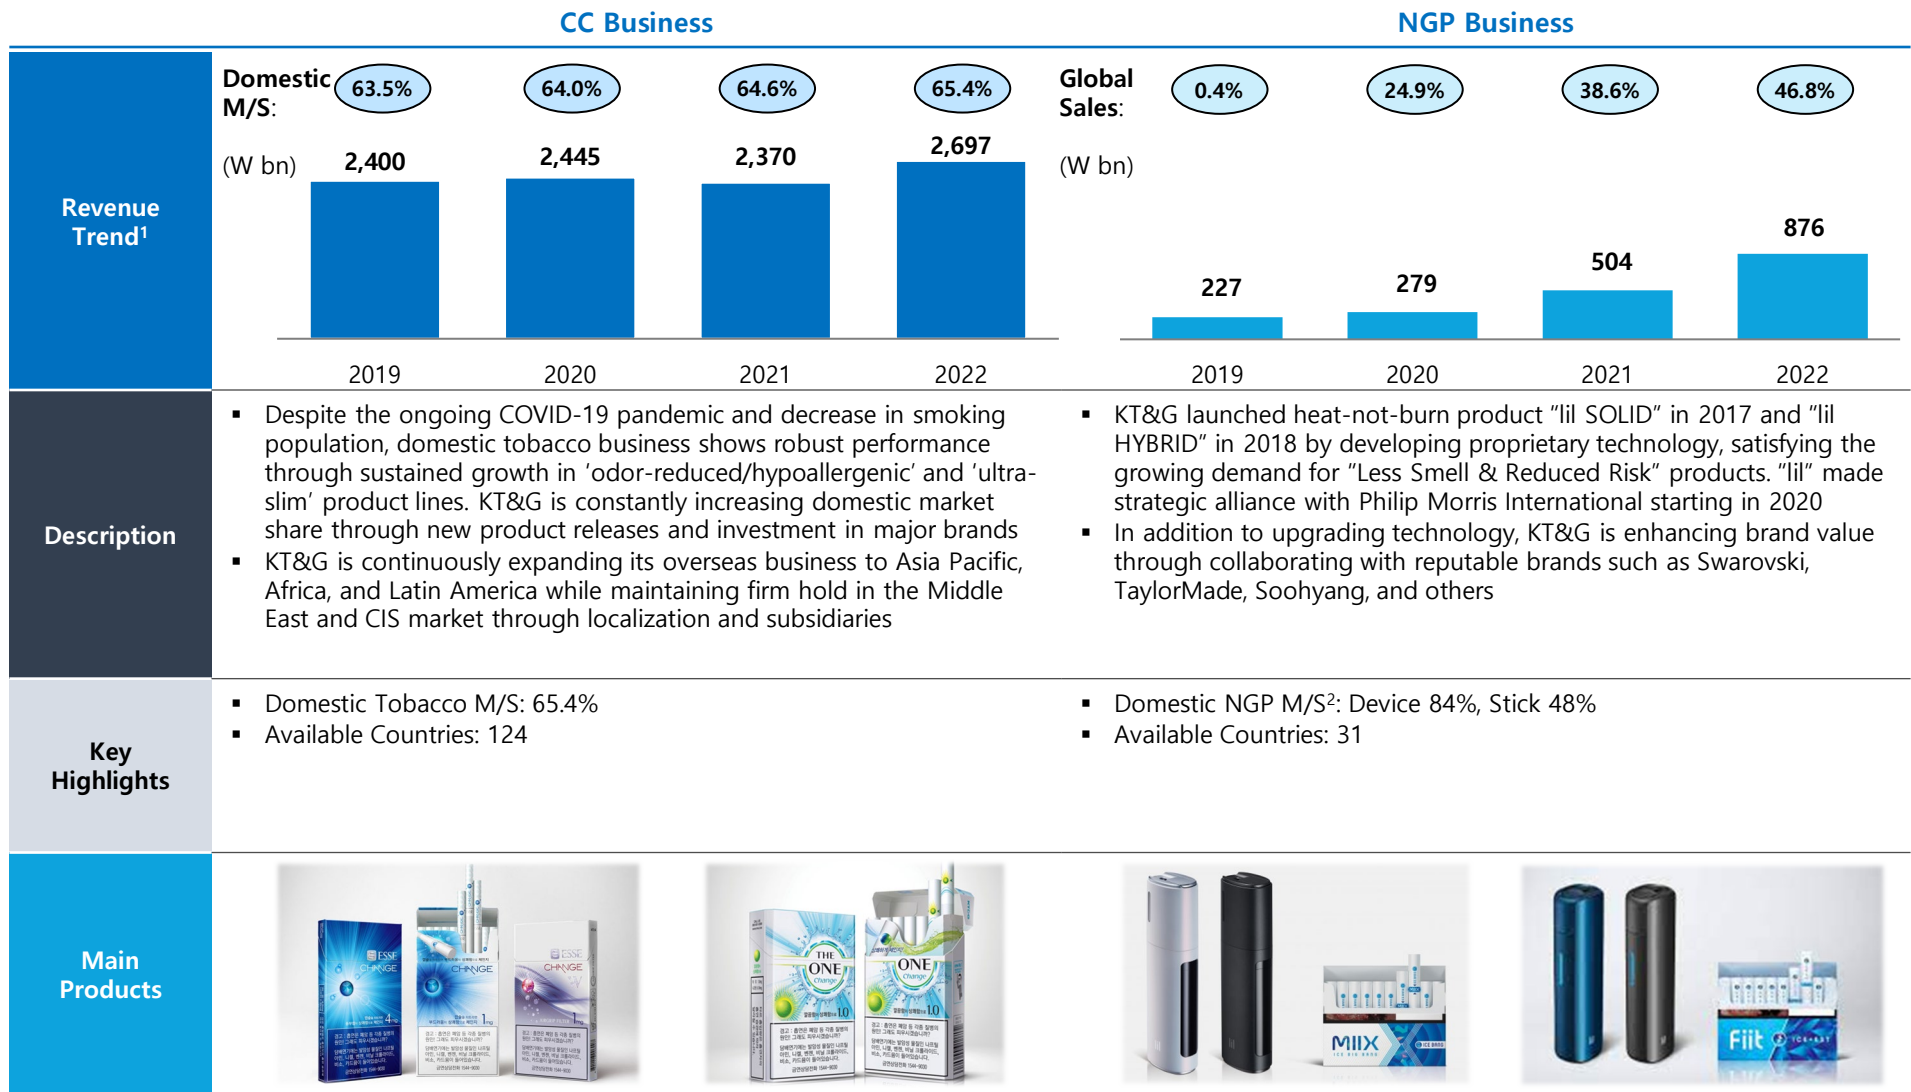 CC Business
NGP Business
Revenue
Trend1
Domestic
M/S:
63.5%
64.0%
64.6%
65.4%
(W bn)
2,400
2,445
2,370
2,697
2019
2020
2021
2022
Global
Sales:
0.4%
24.9%
38.6%
46.8%
(W bn)
227
279
504
876
2019
2020
2021
2022
Description
▪ Despite the ongoing COVID-19 pandemic and decrease in smoking
population, domestic tobacco business shows robust performance
through sustained growth in ‘odor-reduced/hypoallergenic’ and ‘ultra-
slim’ product lines. KT&G is constantly increasing domestic market
share through new product releases and investment in major brands
▪ KT&G is continuously expanding its overseas business to Asia Pacific,
Africa, and Latin America while maintaining firm hold in the Middle
East and CIS market through localization and subsidiaries
▪ KT&G launched heat-not-burn product “lil SOLID” in 2017 and “lil
HYBRID” in 2018 by developing proprietary technology, satisfying the
growing demand for “Less Smell & Reduced Risk” products. “lil” made
strategic alliance with Philip Morris International starting in 2020
▪ In addition to upgrading technology, KT&G is enhancing brand value
through collaborating with reputable brands such as Swarovski,
TaylorMade, Soohyang, and others
Key
Highlights
▪ Domestic Tobacco M/S: 65.4%
▪ Available Countries: 124
▪ Domestic NGP M/S2: Device 84%, Stick 48%
▪ Available Countries: 31
Main
Products
ESSE
CHANGE
4mg
CHANGE
1mg
ESSE
CHANGE
1mg
THE
ONE
Change
1.0
ONE
Change
1.0
MIIX
ICE BANG
Fiit